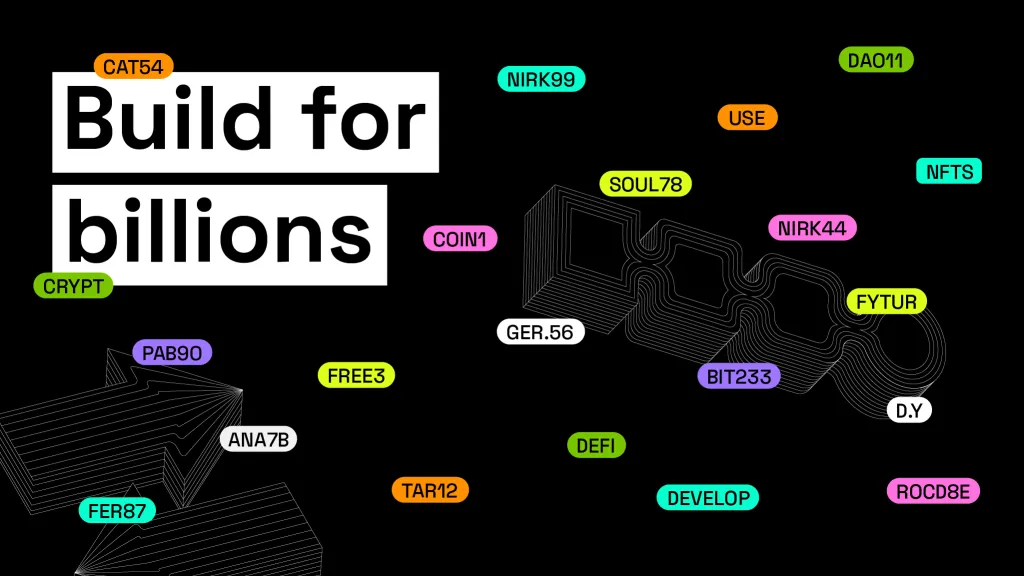 CAT54
Build for
billions
CRYPT
NIRK99
DAO11
USE
NFTS
SOUL78
COIN1
NIRK44
FYTUR
GER.56
PAB90
FREE3
BIT233
D.Y
ANA7B
DEFI
TAR12
DEVELOP
ROCD8E
FER87